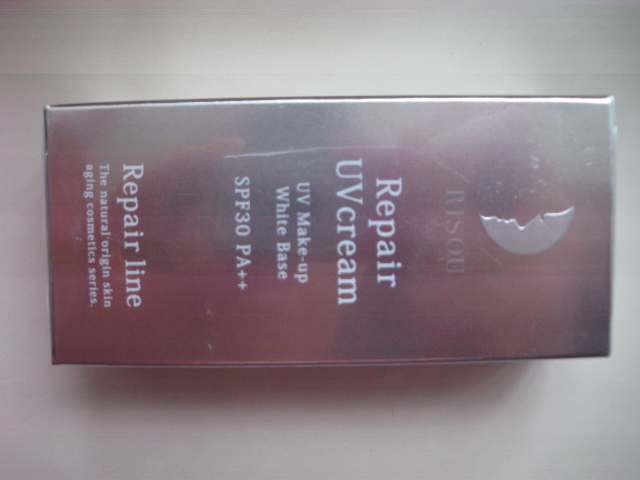 RISOU
Repair
UVcream
UV Make-up
White Base
SPF30 PA++
Repair line
The natural origin skin
aging cosmetics series.